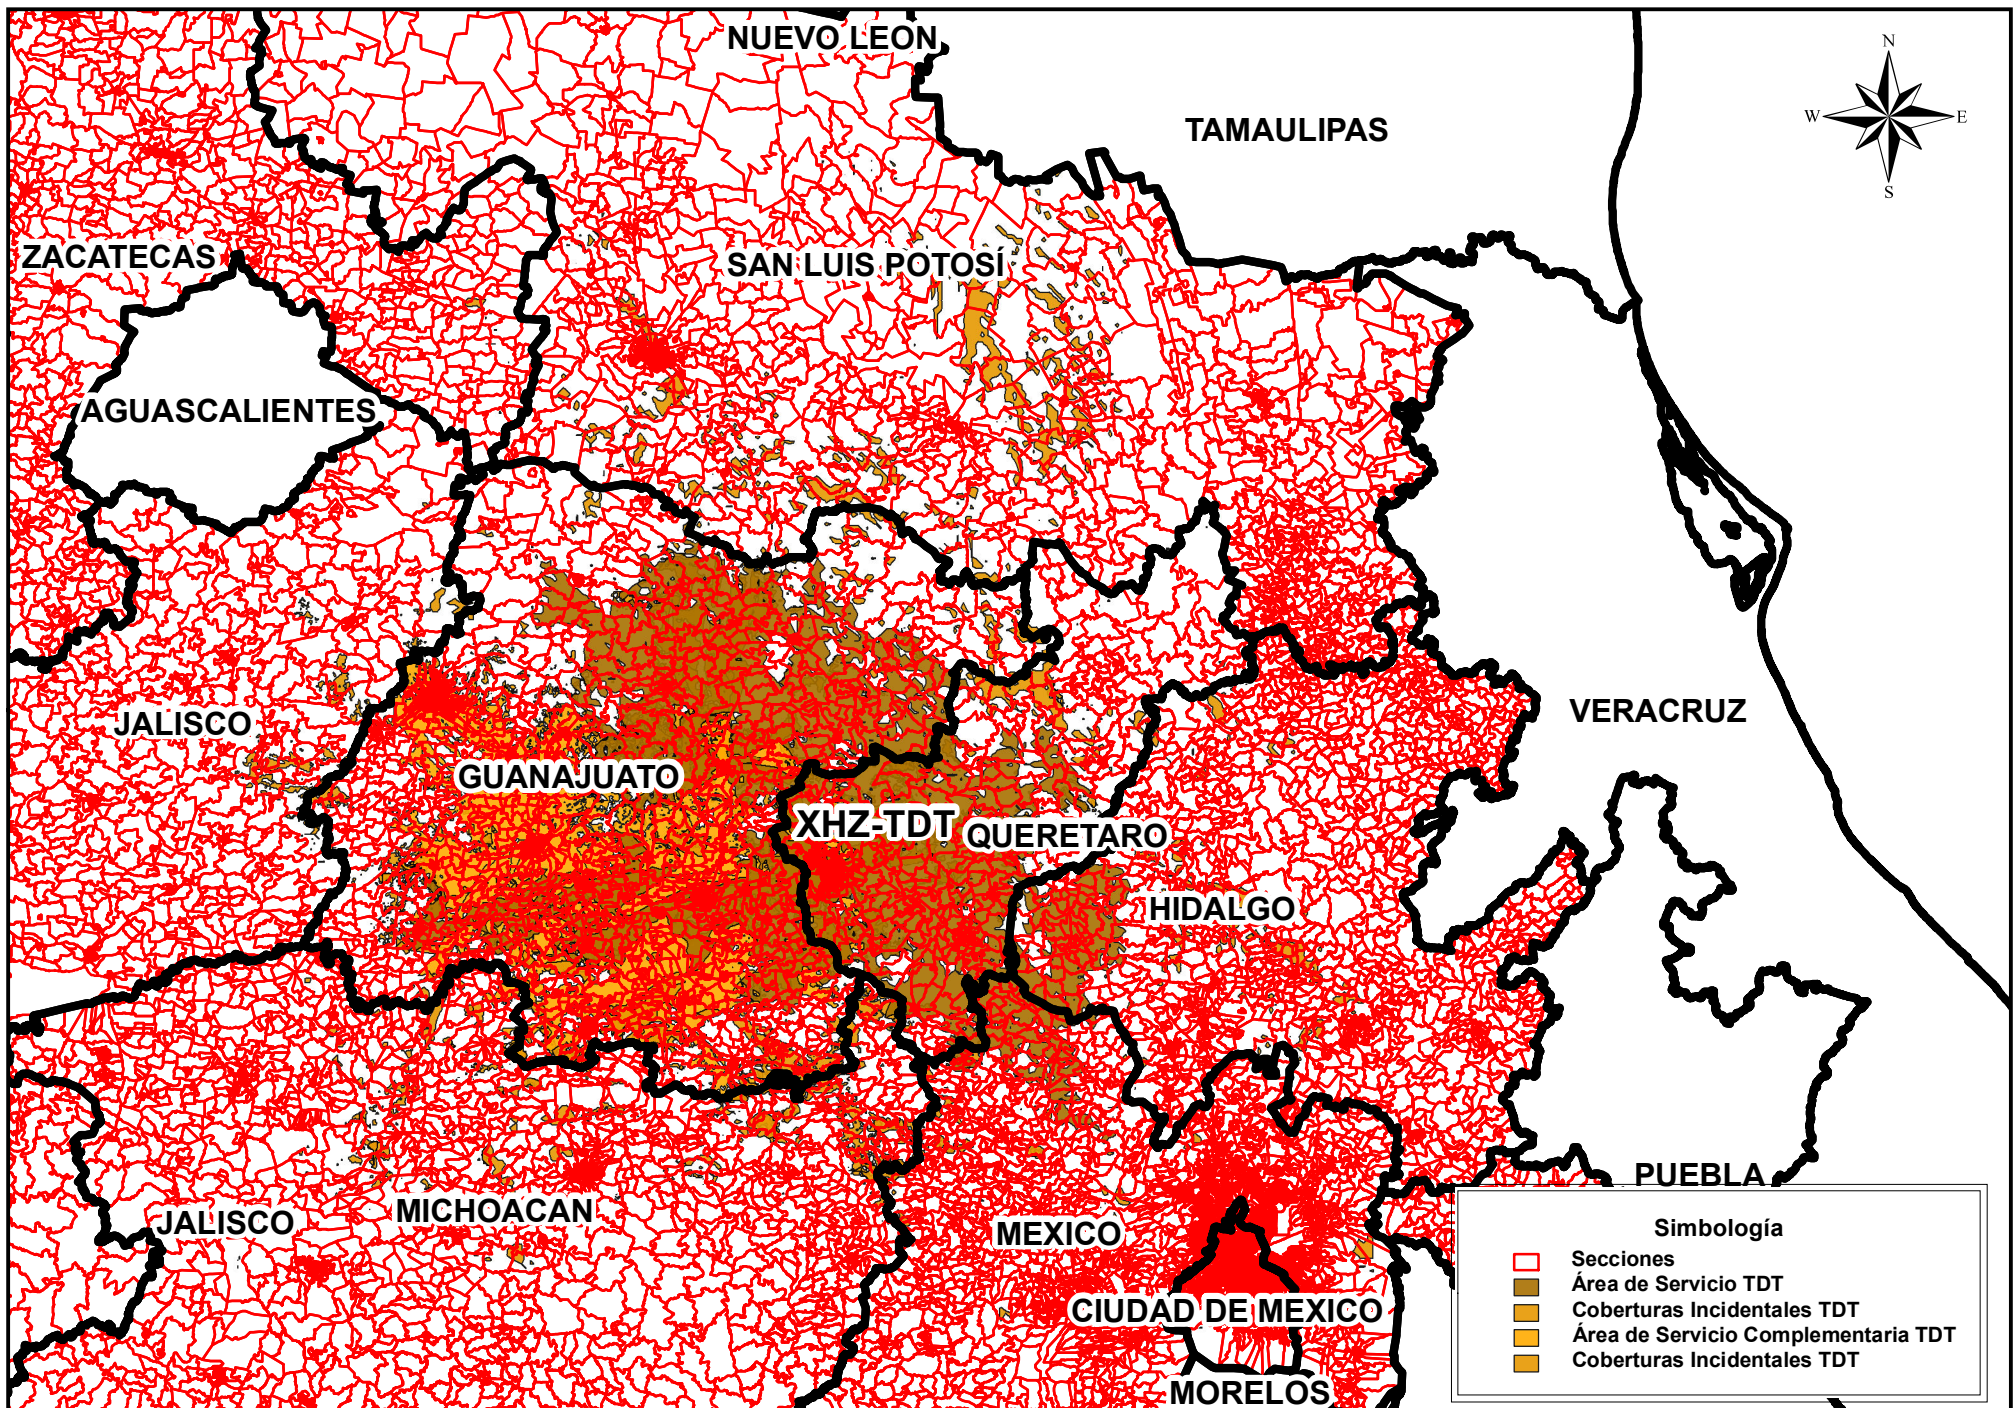 NUEVO LEON
N
W
E
S
TAMAULIPAS
ZACATECAS
SAN LUIS POTOSÍ
AGUASCALIENTES
JALISCO
VERACRUZ
GUANAJUATO
XHZ-TDT
QUERETARO
HIDALGO
PUEBLA
JALISCO
MICHOACAN
MEXICO
CIUDAD DE MEXICO
MORELOS
Simbología
Secciones
Área de Servicio TDT
Coberturas Incidentales TDT
Área de Servicio Complementaria TDT
Coberturas Incidentales TDT